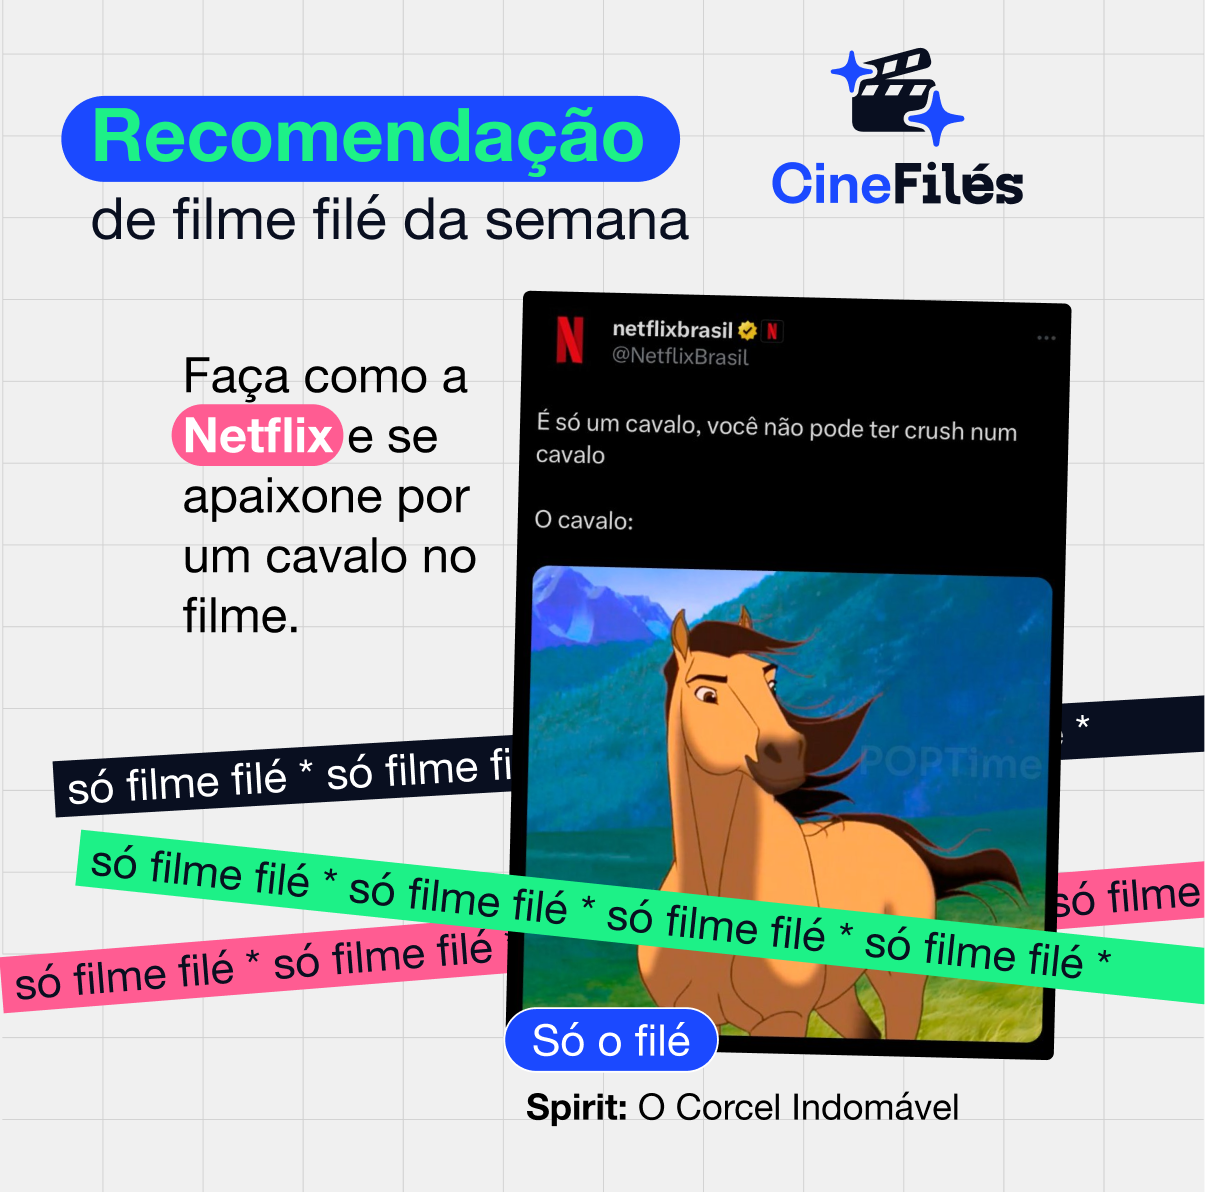 Recomendação
de filme filé da semana
CineFilés
Faça como a
Netflix e se
apaixone por
um cavalo no
filme.
netflixbrasil
@NetflixBrasil
É só um cavalo, você não pode ter crush num
cavalo
O cavalo:
POPTime
só filme filé * só filme fi
*
só filme filé * só filme filé * só filme filé * só filme filé *
só filme filé * só filme filé *
só filme
Só o filé
Spirit: O Corcel Indomável